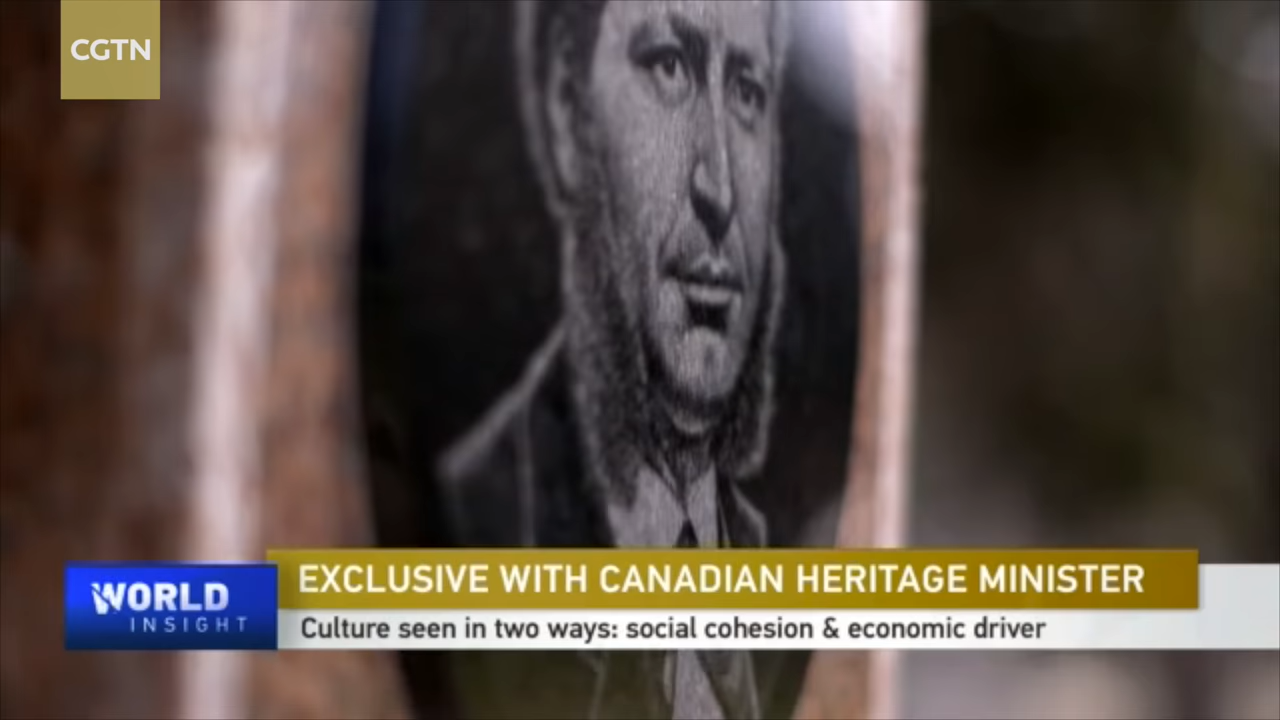 CGTN
EXCLUSIVE WITH CANADIAN HERITAGE MINISTER
WORLD
INSIGHT
Culture seen in two ways: social cohesion & economic driver